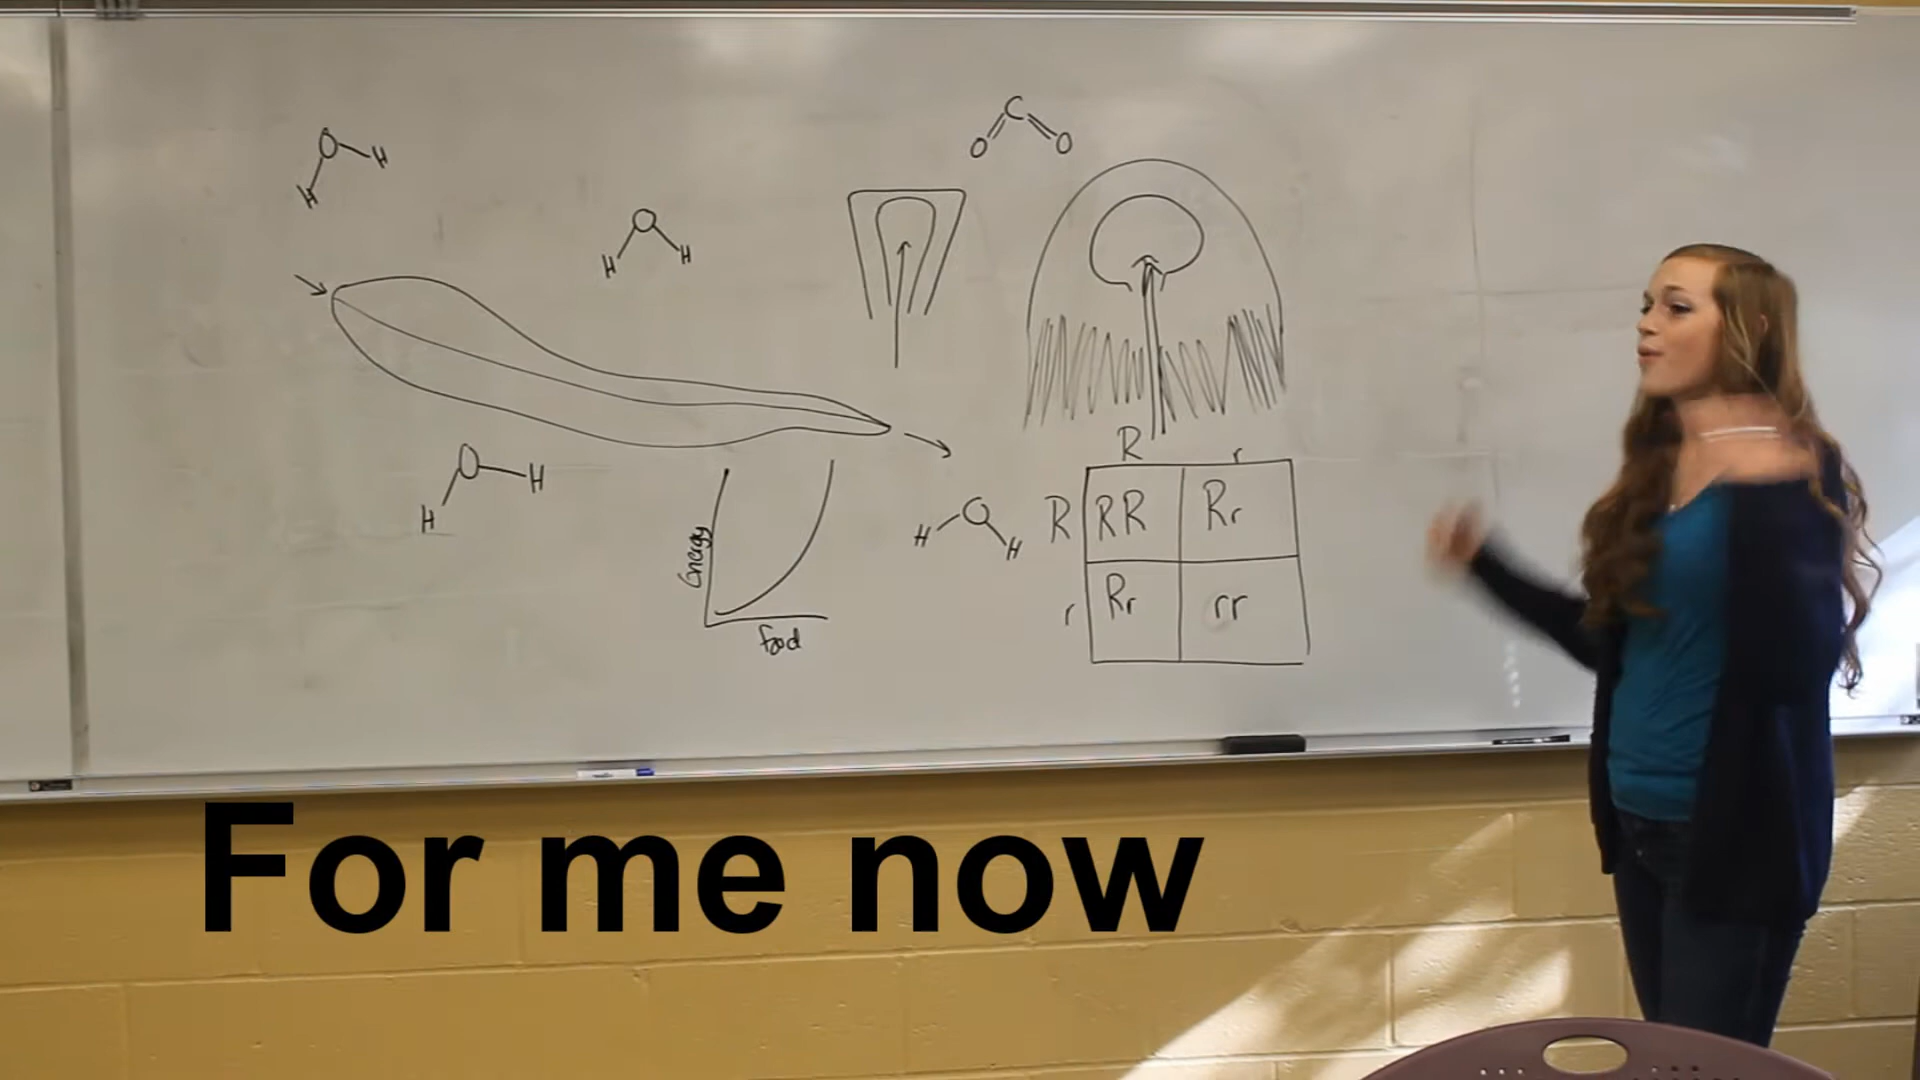 C
O O
O H
H
O
H H
O H
H
Energy
food
O
H H
R r
R RR Rr
r Rr rr
For me now